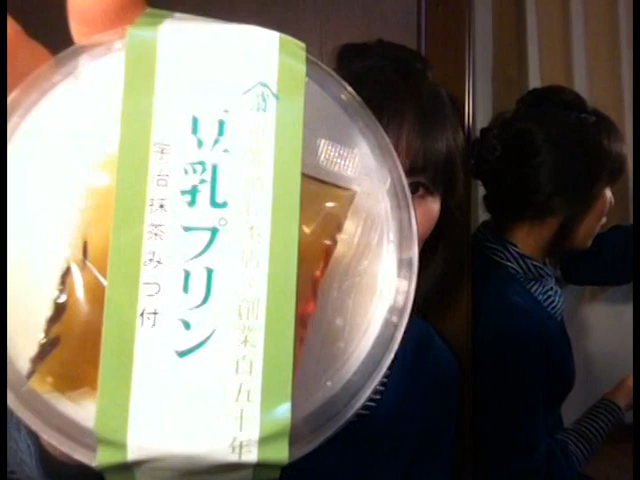 創業百五十年
豆乳プリン
宇治抹茶みつ付